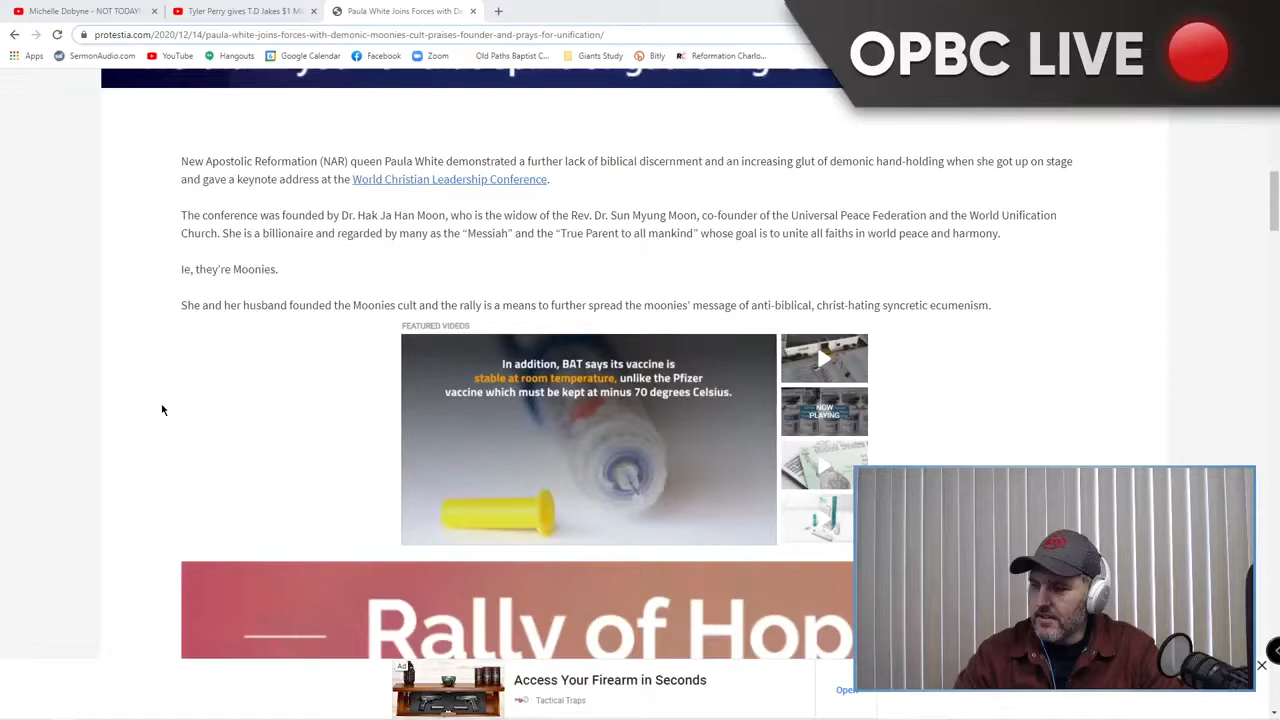 Michelle Dobyne - NOT TODAY!
Tyler Perry gives T.D Jakes $1 Mil
Paula White Joins Forces with De
OPBC LIVE
protestia.com/2020/12/14/paula-white-joins-forces-with-demonic-moonies-cult-praises-founder-and-prays-for-unification/
Apps SermonAudio.com YouTube Hangouts Google Calendar Facebook Zoom Old Paths Baptist C... Giants Study Bitly Reformation Charlo...
New Apostolic Reformation (NAR) queen Paula White demonstrated a further lack of biblical discernment and an increasing glut of demonic hand-holding when she got up on stage
and gave a keynote address at the World Christian Leadership Conference.
The conference was founded by Dr. Hak Ja Han Moon, who is the widow of the Rev. Dr. Sun Myung Moon, co-founder of the Universal Peace Federation and the World Unification
Church. She is a billionaire and regarded by many as the “Messiah” and the “True Parent to all mankind” whose goal is to unite all faiths in world peace and harmony.
Ie, they’re Moonies.
She and her husband founded the Moonies cult and the rally is a means to further spread the moonies’ message of anti-biblical, christ-hating syncretic ecumenism.
FEATURED VIDEOS
In addition, BAT says its vaccine is
stable at room temperature, unlike the Pfizer
vaccine which must be kept at minus 70 degrees Celsius.
NOW
PLAYING
Rally of Hop
Ad
Access Your Firearm in Seconds
Tactical Traps
Open